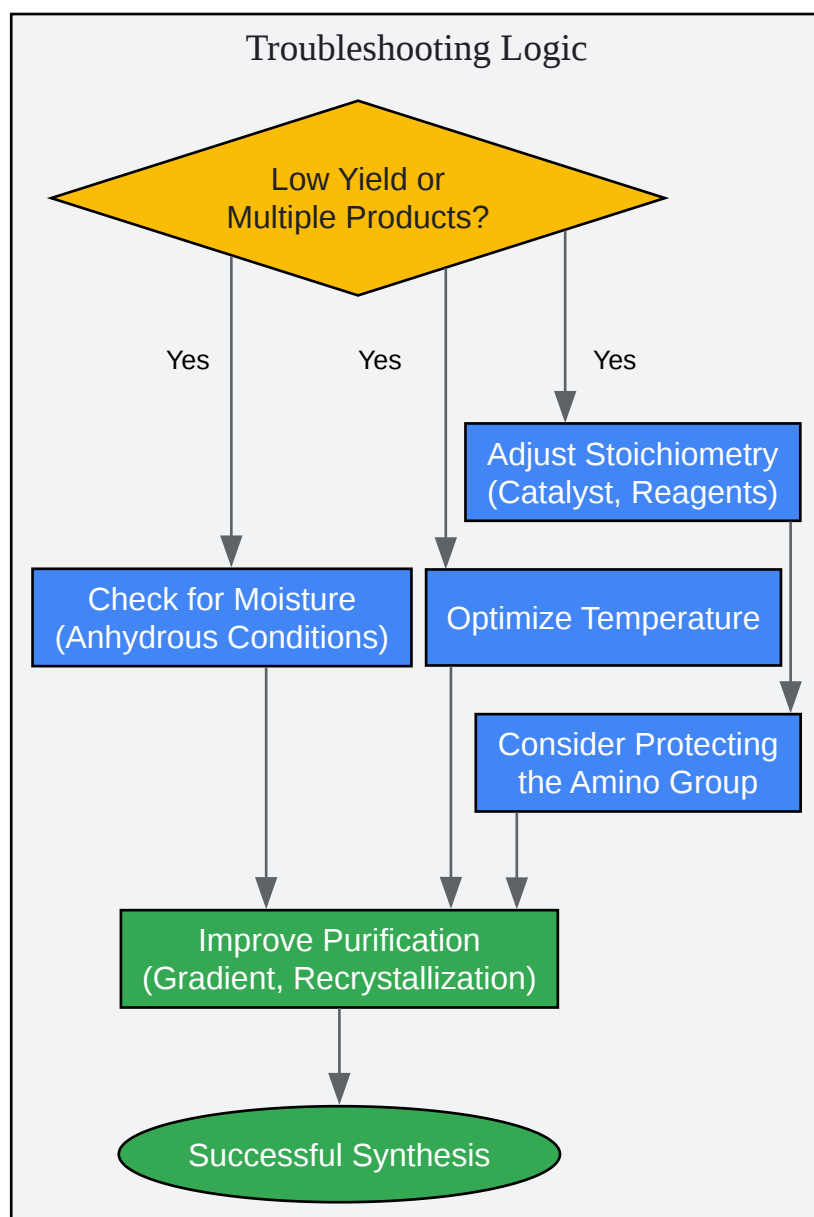 Troubleshooting Logic
Low Yield or
Multiple Products?
Yes
Yes
Yes
Adjust Stoichiometry
(Catalyst, Reagents)
Check for Moisture
(Anhydrous Conditions)
Optimize Temperature
Consider Protecting
the Amino Group
Improve Purification
(Gradient, Recrystallization)
Successful Synthesis